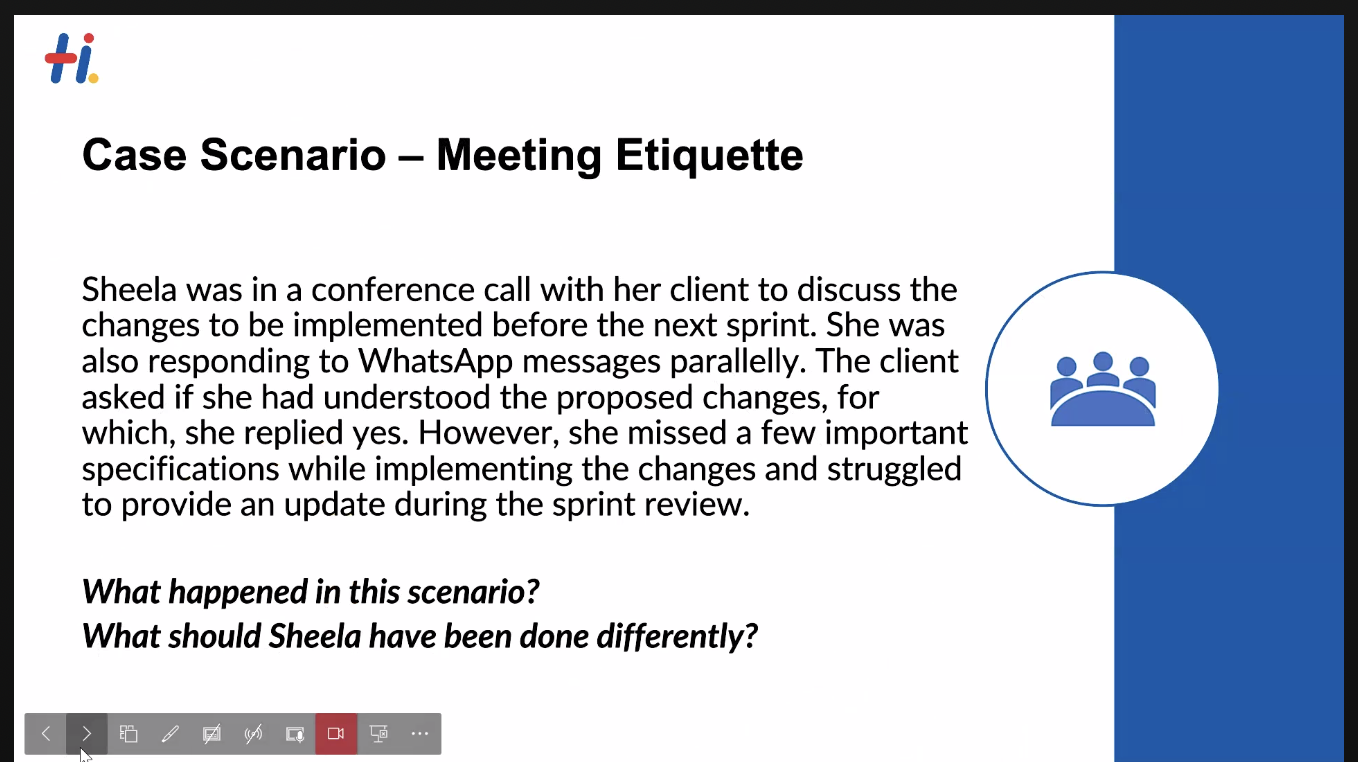 Hi.
Case Scenario – Meeting Etiquette
Sheela was in a conference call with her client to discuss the
changes to be implemented before the next sprint. She was
also responding to WhatsApp messages parallelly. The client
asked if she had understood the proposed changes, for
which, she replied yes. However, she missed a few important
specifications while implementing the changes and struggled
to provide an update during the sprint review.
What happened in this scenario?
What should Sheela have been done differently?